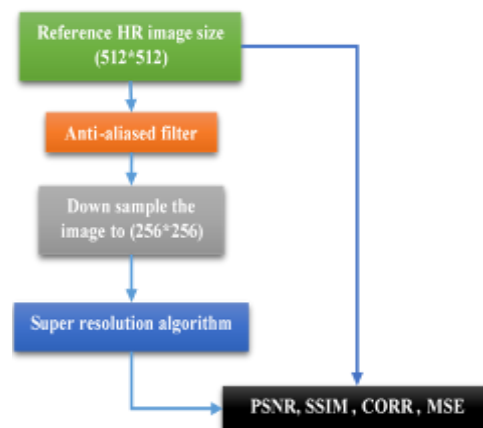 Reference HR image size
(512*512)
Anti-aliased filter
Down sample the
image to (256*256)
Super resolution algorithm
PSNR, SSIM , CORR , MSE